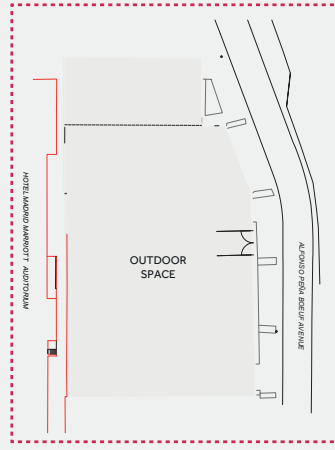 HOTEL MADRID MARRIOTT AUDITORIUM
OUTDOOR
SPACE
ALFONSO PEÑA BOEUF AVENUE